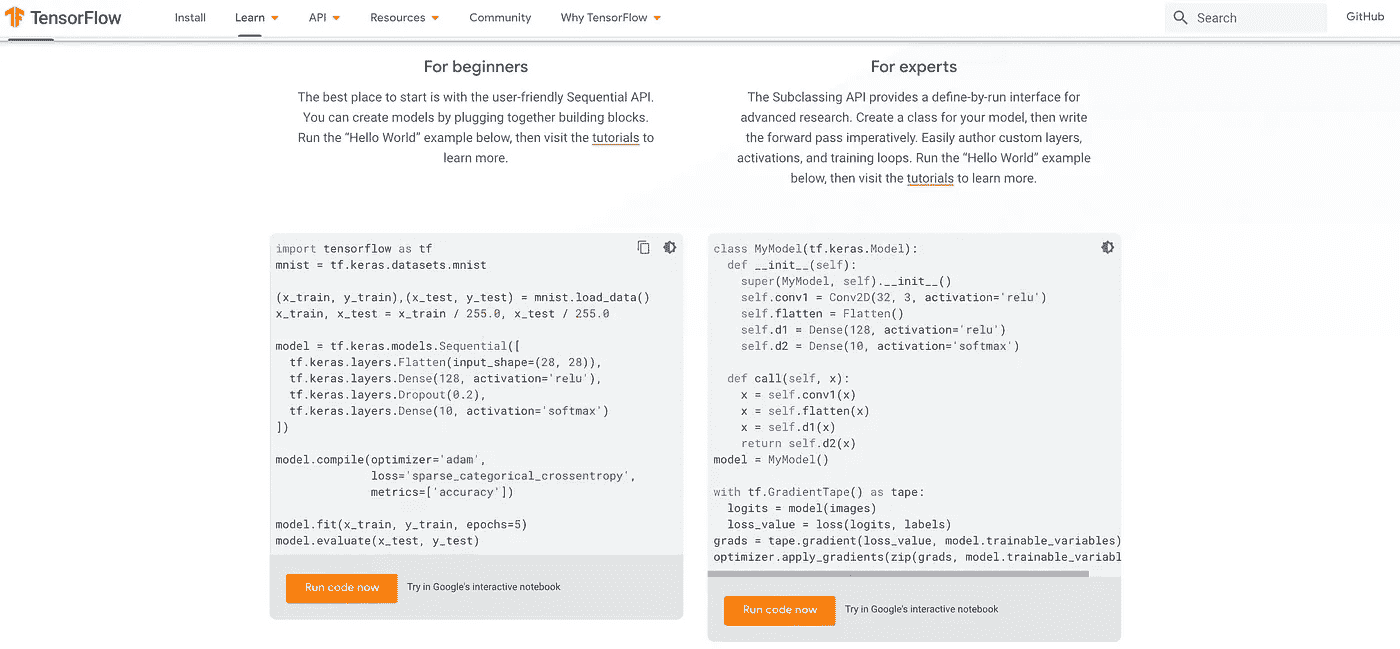 TensorFlow Install Learn API Resources Community Why TensorFlow Search GitHub
For beginners
The best place to start is with the user-friendly Sequential API.
You can create models by plugging together building blocks.
Run the “Hello World” example below, then visit the tutorials to
learn more.
import tensorflow as tf
mnist = tf.keras.datasets.mnist
(x_train, y_train),(x_test, y_test) = mnist.load_data()
x_train, x_test = x_train / 255.0, x_test / 255.0
model = tf.keras.models.Sequential([
  tf.keras.layers.Flatten(input_shape=(28, 28)),
  tf.keras.layers.Dense(128, activation='relu'),
  tf.keras.layers.Dropout(0.2),
  tf.keras.layers.Dense(10, activation='softmax')
])
model.compile(optimizer='adam',
              loss='sparse_categorical_crossentropy',
              metrics=['accuracy'])
model.fit(x_train, y_train, epochs=5)
model.evaluate(x_test, y_test)
Run code now Try in Google's interactive notebook
For experts
The Subclassing API provides a define-by-run interface for
advanced research. Create a class for your model, then write
the forward pass imperatively. Easily author custom layers,
activations, and training loops. Run the “Hello World” example
below, then visit the tutorials to learn more.
class MyModel(tf.keras.Model):
  def __init__(self):
    super(MyModel, self).__init__()
    self.conv1 = Conv2D(32, 3, activation='relu')
    self.flatten = Flatten()
    self.d1 = Dense(128, activation='relu')
    self.d2 = Dense(10, activation='softmax')
  def call(self, x):
    x = self.conv1(x)
    x = self.flatten(x)
    x = self.d1(x)
    return self.d2(x)
model = MyModel()
with tf.GradientTape() as tape:
  logits = model(images)
  loss_value = loss(logits, labels)
grads = tape.gradient(loss_value, model.trainable_variables)
optimizer.apply_gradients(zip(grads, model.trainable_variabl
Run code now Try in Google's interactive notebook